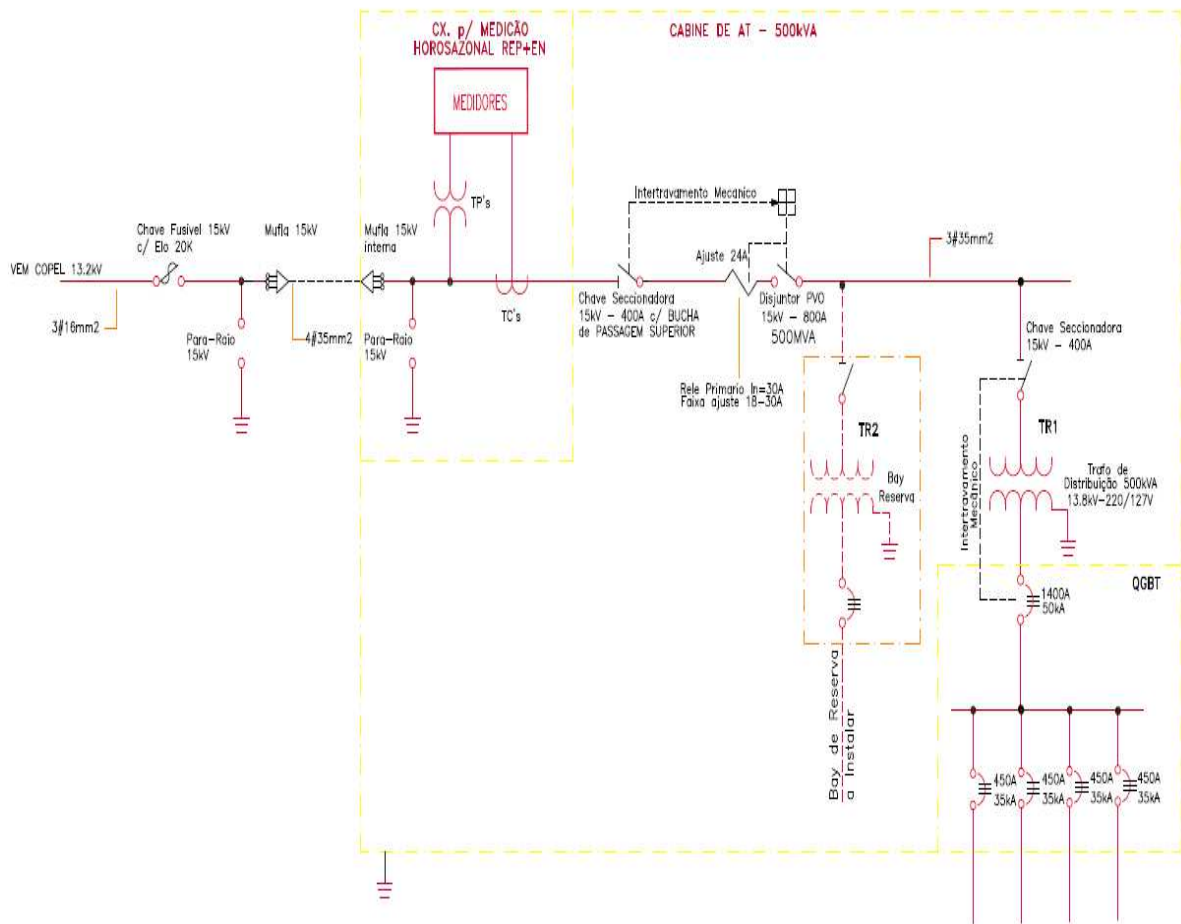 CX. p/ MEDICÃO
HOROSAZONAL REP+EN
CABINE DE AT - 500kVA
MEDIDORES
TP's
Intertravamento Mecanico
Chave Fusivel 15kV
c/ Elo 20K
Mufla 15kV
Mufla 15kV
interna
Ajuste 24A
3#35mm2
VEM COPEL 13.2kV
3#16mm2
Para-Raio
15kV
4#35mm2
Para-Raio
15kV
TC's
Chave Seccionadora
15kV - 400A c/ BUCHA
de PASSAGEM SUPERIOR
Disjuntor PVO
15kV - 800A
500MVA
Chave Seccionadora
15kV - 400A
Rele Primario In=30A
Faixa ajuste 18-30A
TR2
Bay
Reserva
TR1
Trafo de
Distribuição 500kVA
13.8kV-220/127V
Intertravamento
Mecânico
QGBT
1400A
50kA
Bay de Reserva
a Instalar
450A
35kA
450A
35kA
450A
35kA
450A
35kA